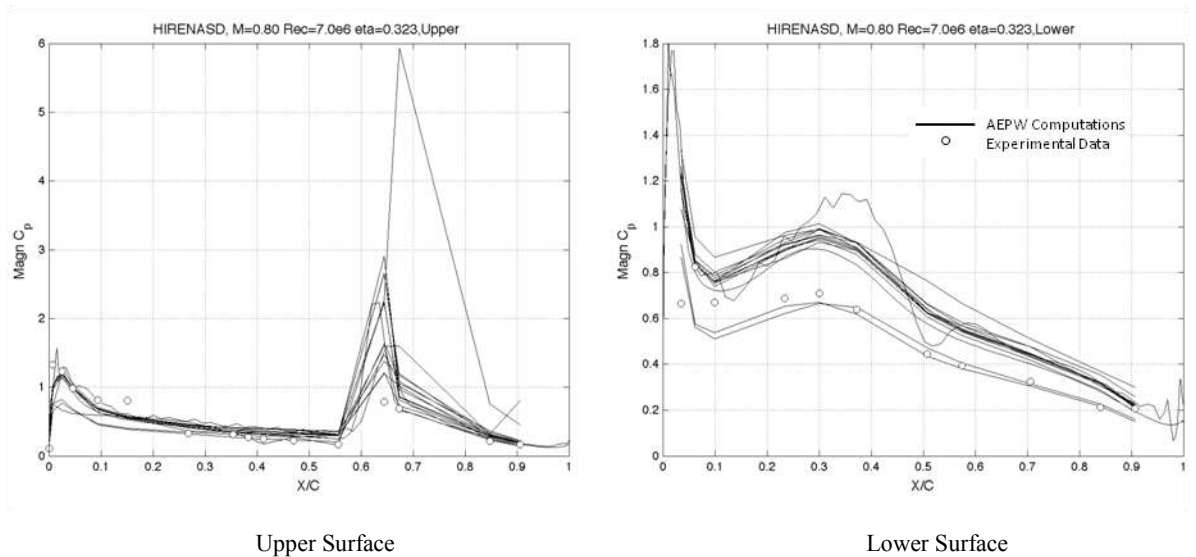 HIRENASD, M=0.80 Rec=7.0e6 eta=0.323,Upper
6
5
4
3
2
1
0
Magn Cp
0 0.1 0.2 0.3 0.4 0.5 0.6 0.7 0.8 0.9 1
X/C
Upper Surface
HIRENASD, M=0.80 Rec=7.0e6 eta=0.323,Lower
1.8
1.6
1.4
1.2
1
0.8
0.6
0.4
0.2
0
Magn Cp
AEPW Computations
Experimental Data
0 0.1 0.2 0.3 0.4 0.5 0.6 0.7 0.8 0.9 1
X/C
Lower Surface